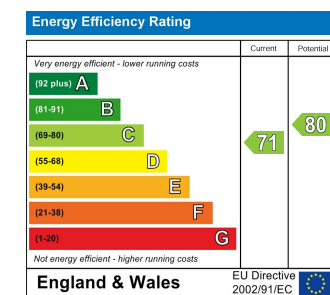 Energy Efficiency Rating
Current Potential
Very energy efficient - lower running costs
(92 plus) A
(81-91) B
(69-80) C
(55-68) D
(39-54) E
(21-38) F
(1-20) G
71
80
Not energy efficient - higher running costs
England & Wales
EU Directive
2002/91/EC